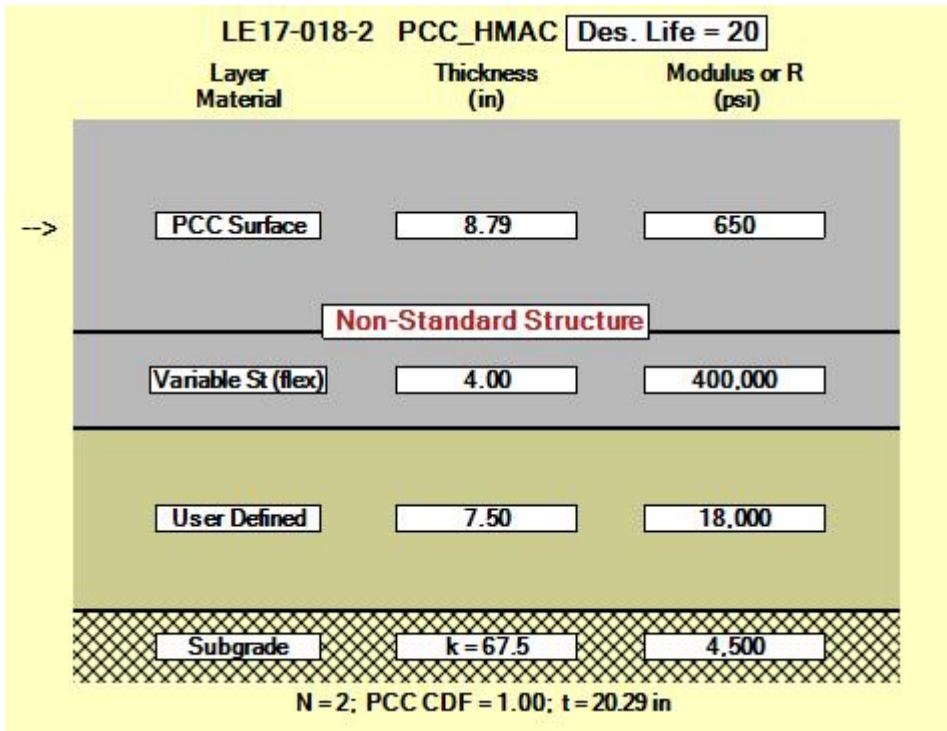 LE17-018-2 PCC_HMAC Des. Life = 20
Layer Material Thickness (in) Modulus or R (psi)
--> PCC Surface 8.79 650
Non-Standard Structure
Variable St (flex) 4.00 400,000
User Defined 7.50 18,000
Subgrade k = 67.5 4,500
N = 2; PCC CDF = 1.00; t = 20.29 in